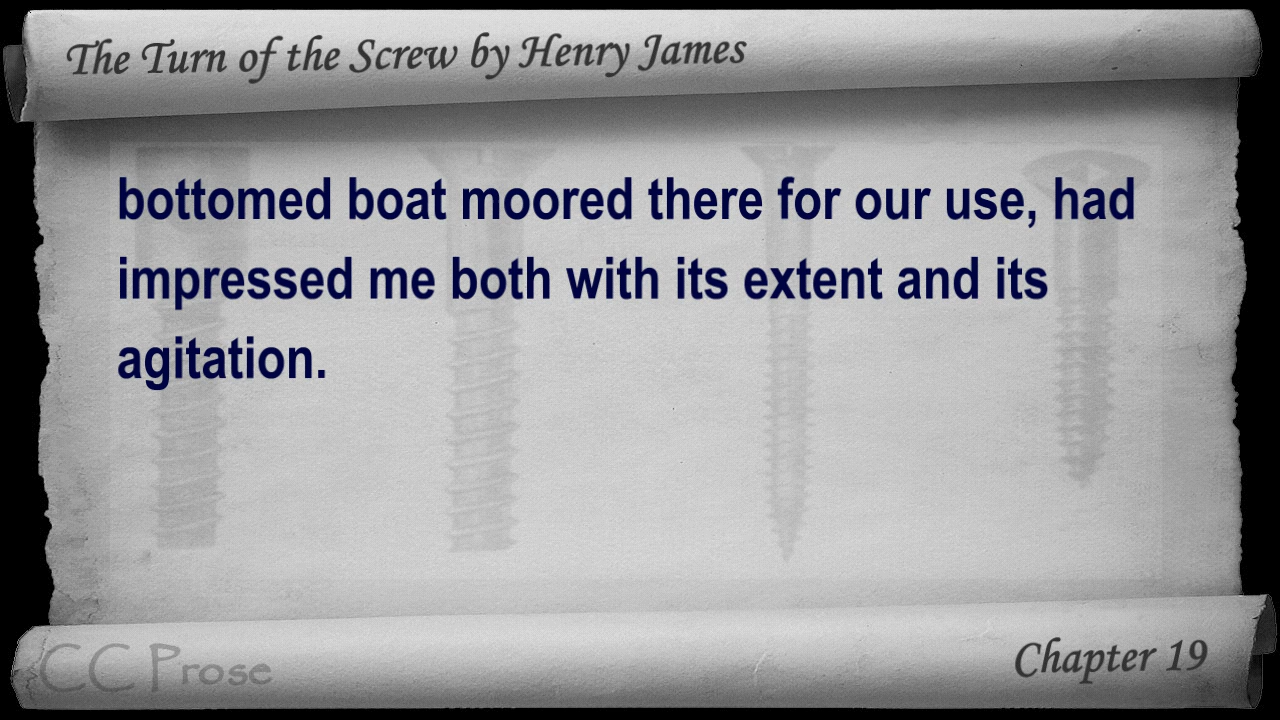 The Turn of the Screw by Henry James
bottomed boat moored there for our use, had
impressed me both with its extent and its
agitation.
CC Prose
Chapter 19